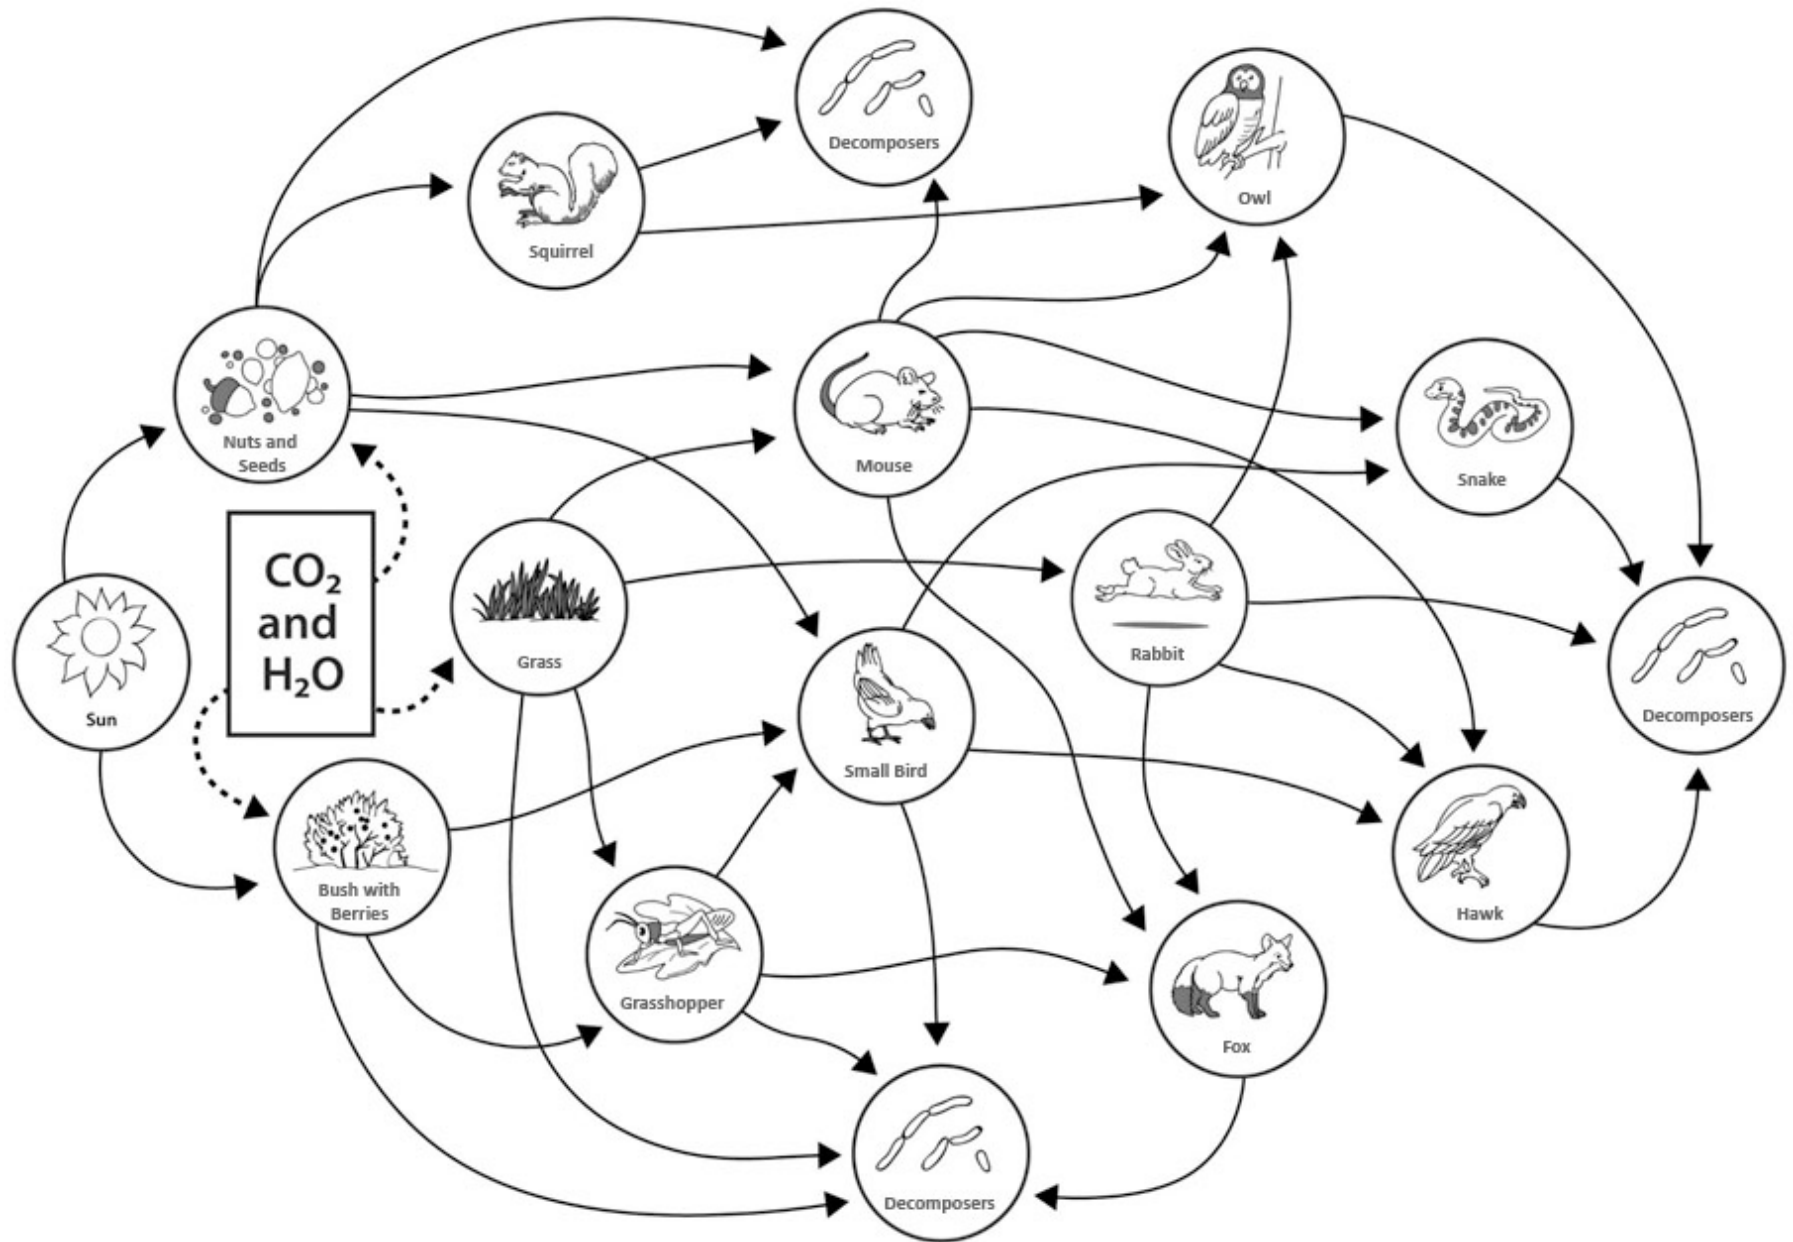 Decomposers
Owl
Squirrel
Nuts and
Seeds
Mouse
Snake
CO₂
and
H₂O
Sun
Grass
Rabbit
Small Bird
Decomposers
Bush with
Berries
Hawk
Grasshopper
Fox
Decomposers